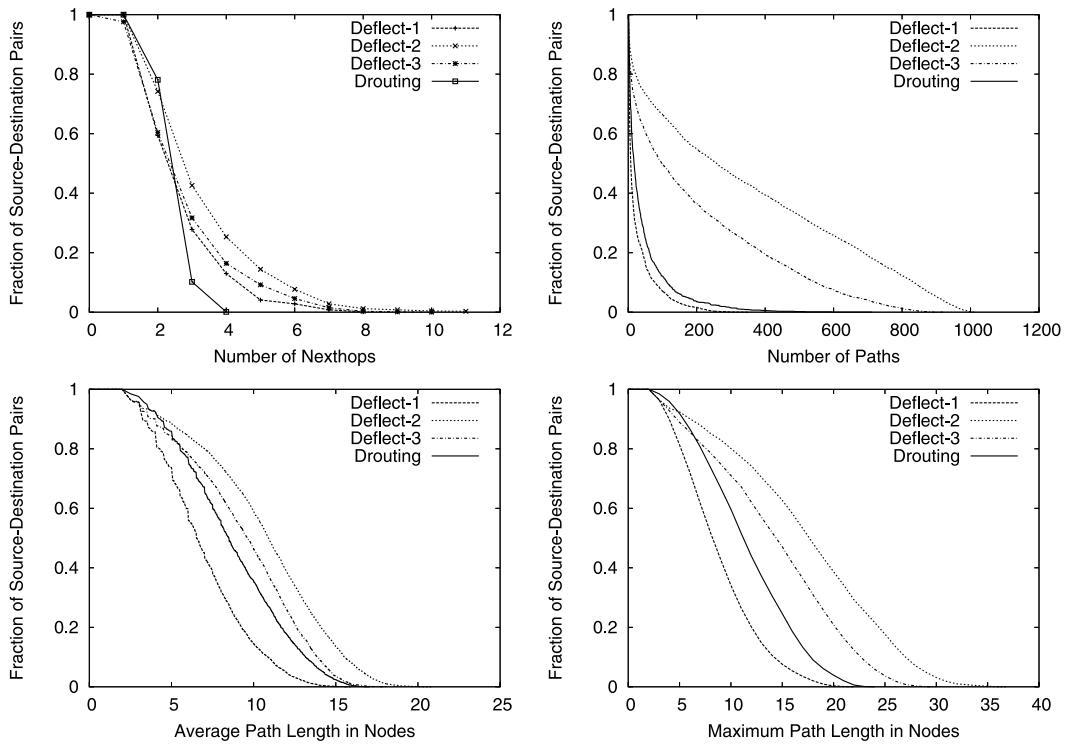 Fraction of Source-Destination Pairs
1
0.8
0.6
0.4
0.2
0
0 2 4 6 8 10 12
Number of Nexthops
Deflect-1
Deflect-2
Deflect-3
Drouting
Fraction of Source-Destination Pairs
1
0.8
0.6
0.4
0.2
0
0 200 400 600 800 1000 1200
Number of Paths
Deflect-1
Deflect-2
Deflect-3
Drouting
Fraction of Source-Destination Pairs
1
0.8
0.6
0.4
0.2
0
0 5 10 15 20 25
Average Path Length in Nodes
Deflect-1
Deflect-2
Deflect-3
Drouting
Fraction of Source-Destination Pairs
1
0.8
0.6
0.4
0.2
0
0 5 10 15 20 25 30 35 40
Maximum Path Length in Nodes
Deflect-1
Deflect-2
Deflect-3
Drouting